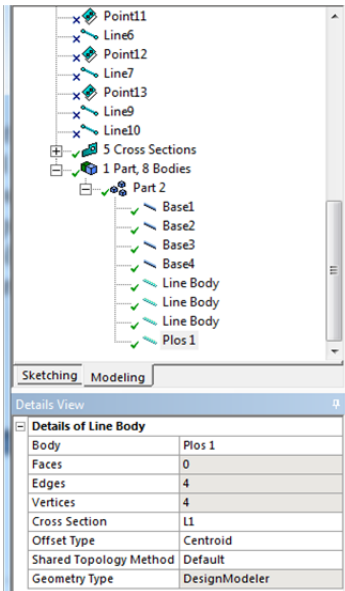 Point11
Line6
Point12
Line7
Point13
Line9
Line10
5 Cross Sections
1 Part, 8 Bodies
Part 2
Base1
Base2
Base3
Base4
Line Body
Line Body
Line Body
Plos 1
Sketching Modeling
Details View
Details of Line Body
Body Plos 1
Faces 0
Edges 4
Vertices 4
Cross Section L1
Offset Type Centroid
Shared Topology Method Default
Geometry Type DesignModeler